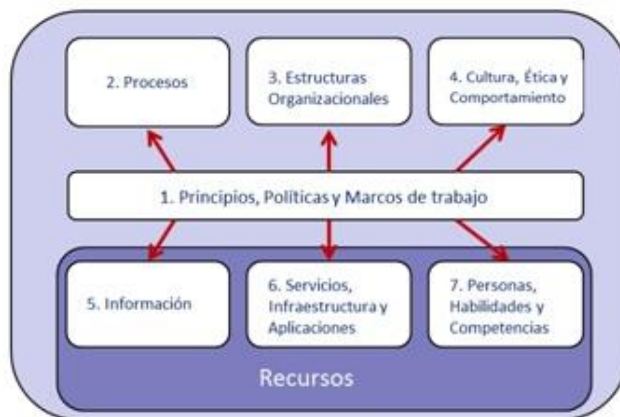 2. Procesos
3. Estructuras
Organizacionales
4. Cultura, Ética y
Comportamiento
1. Principios, Políticas y Marcos de trabajo
5. Información
6. Servicios,
Infraestructura y
Aplicaciones
7. Personas,
Habilidades y
Competencias
Recursos